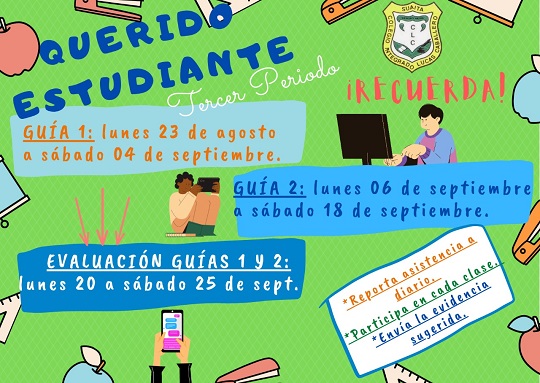 SUAITA
COLEGIO INTEGRADO LUCAS CABALLERO
C L C
QUERIDO
ESTUDIANTE
Tercer Periodo
¡RECUERDA!
GUÍA 1: lunes 23 de agosto
a sábado 04 de septiembre.
GUÍA 2: lunes 06 de septiembre
a sábado 18 de septiembre.
EVALUACIÓN GUÍAS 1 Y 2:
lunes 20 a sábado 25 de sept.
*Reporta asistencia a
diario.
*Participa en cada clase.
*Envía la evidencia
sugerida.